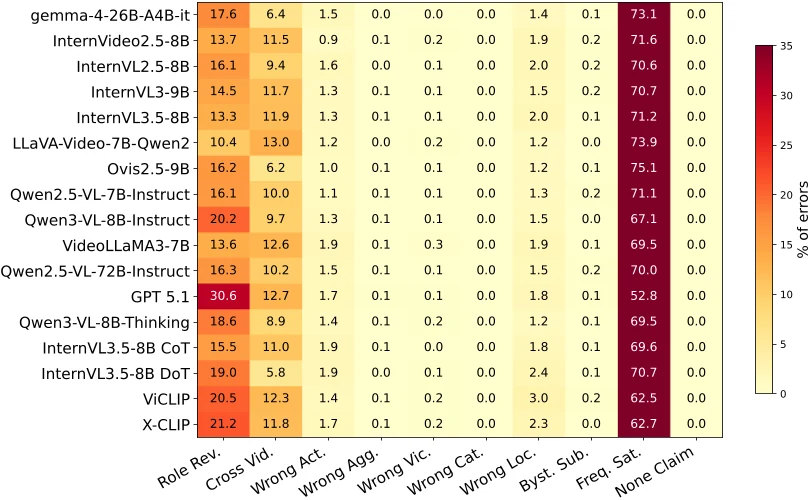 gemma-4-26B-A4B-it 17.6 6.4 1.5 0.0 0.0 0.0 1.4 0.1 73.1 0.0
InternVideo2.5-8B 13.7 11.5 0.9 0.1 0.2 0.0 1.9 0.2 71.6 0.0
InternVL2.5-8B 16.1 9.4 1.6 0.0 0.1 0.0 2.0 0.2 70.6 0.0
InternVL3-9B 14.5 11.7 1.3 0.1 0.1 0.0 1.5 0.2 70.7 0.0
InternVL3.5-8B 13.3 11.9 1.3 0.1 0.1 0.0 2.0 0.1 71.2 0.0
LLaVA-Video-7B-Qwen2 10.4 13.0 1.2 0.0 0.2 0.0 1.2 0.0 73.9 0.0
Ovis2.5-9B 16.2 6.2 1.0 0.1 0.1 0.0 1.2 0.1 75.1 0.0
Qwen2.5-VL-7B-Instruct 16.1 10.0 1.1 0.1 0.1 0.0 1.3 0.2 71.1 0.0
Qwen3-VL-8B-Instruct 20.2 9.7 1.3 0.1 0.1 0.0 1.5 0.0 67.1 0.0
VideoLLaMA3-7B 13.6 12.6 1.9 0.1 0.3 0.0 1.9 0.1 69.5 0.0
Qwen2.5-VL-72B-Instruct 16.3 10.2 1.5 0.1 0.1 0.0 1.5 0.2 70.0 0.0
GPT 5.1 30.6 12.7 1.7 0.1 0.1 0.0 1.8 0.1 52.8 0.0
Qwen3-VL-8B-Thinking 18.6 8.9 1.4 0.1 0.2 0.0 1.2 0.1 69.5 0.0
InternVL3.5-8B CoT 15.5 11.0 1.9 0.1 0.0 0.0 1.8 0.1 69.6 0.0
InternVL3.5-8B DoT 19.0 5.8 1.9 0.0 0.1 0.0 2.4 0.1 70.7 0.0
ViCLIP 20.5 12.3 1.4 0.1 0.2 0.0 3.0 0.2 62.5 0.0
X-CLIP 21.2 11.8 1.7 0.1 0.2 0.0 2.3 0.0 62.7 0.0
Role Rev. Cross Vid. Wrong Act. Wrong Agg. Wrong Vic. Wrong Cat. Wrong Loc. Byst. Sub. Freq. Sat. None Claim
35
30
25
20
15
10
5
0
% of errors